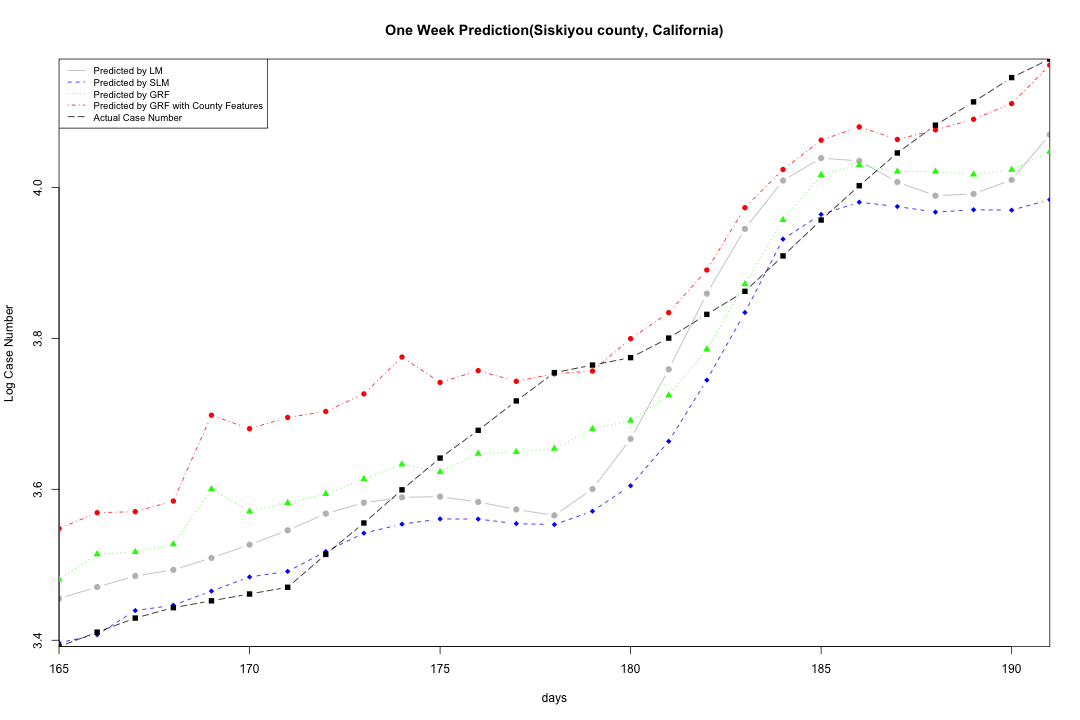 One Week Prediction(Siskiyou county, California)
Predicted by LM
Predicted by SLM
Predicted by GRF
Predicted by GRF with County Features
Actual Case Number
Log Case Number
4.0
3.8
3.6
3.4
165 170 175 180 185 190
days